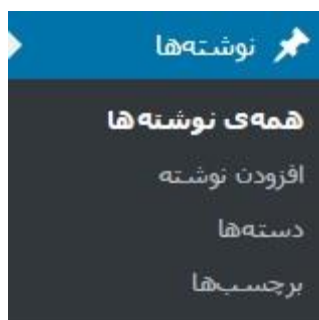 نوشته‌ها
همه‌ی نوشته ها
افزودن نوشته
دسته‌ها
برچسب‌ها